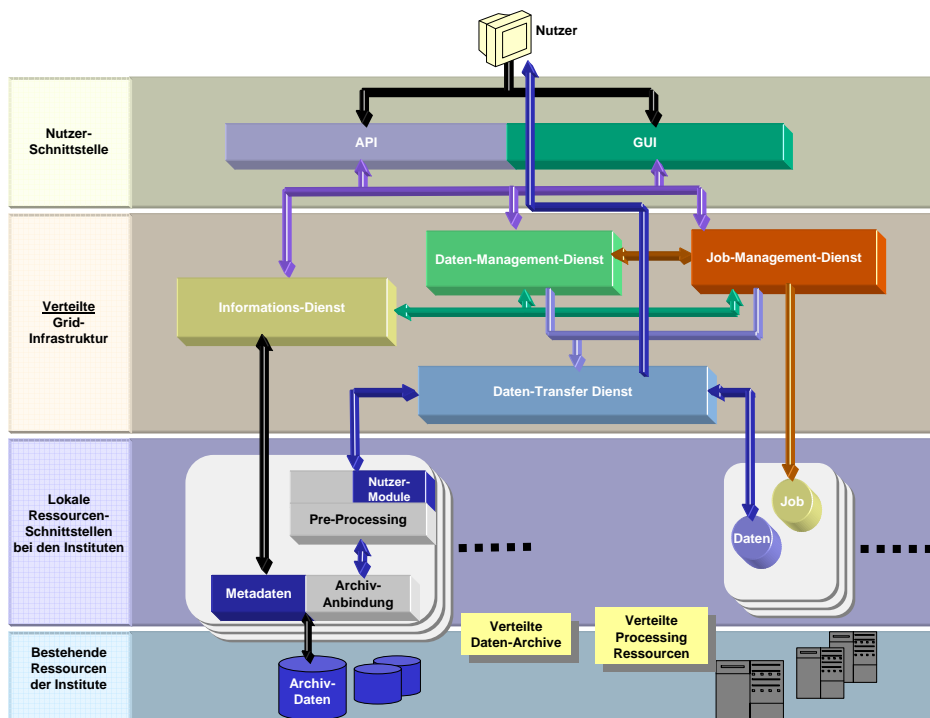 Nutzer
Nutzer-
Schnittstelle
API
GUI
Verteilte
Grid-
Infrastruktur
Daten-Management-Dienst
Job-Management-Dienst
Informations-Dienst
Daten-Transfer Dienst
Lokale
Ressourcen-
Schnittstellen
bei den Instituten
Nutzer-
Module
Pre-Processing
Metadaten
Archiv-
Anbindung
Job
Daten
Bestehende
Ressourcen
der Institute
Archiv-
Daten
Verteilte
Daten-Archive
Verteilte
Processing
Ressourcen